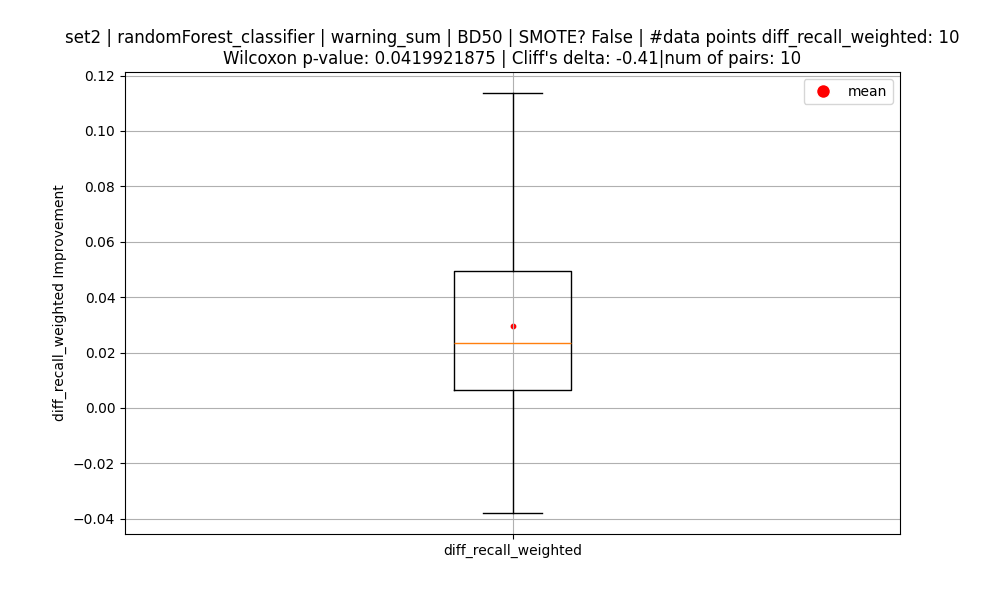 set2 | randomForest_classifier | warning_sum | BD50 | SMOTE? False | #data points diff_recall_weighted: 10
Wilcoxon p-value: 0.0419921875 | Cliff's delta: -0.41|num of pairs: 10
mean
0.12
0.10
0.08
0.06
0.04
0.02
0.00
−0.02
−0.04
diff_recall_weighted Improvement
diff_recall_weighted